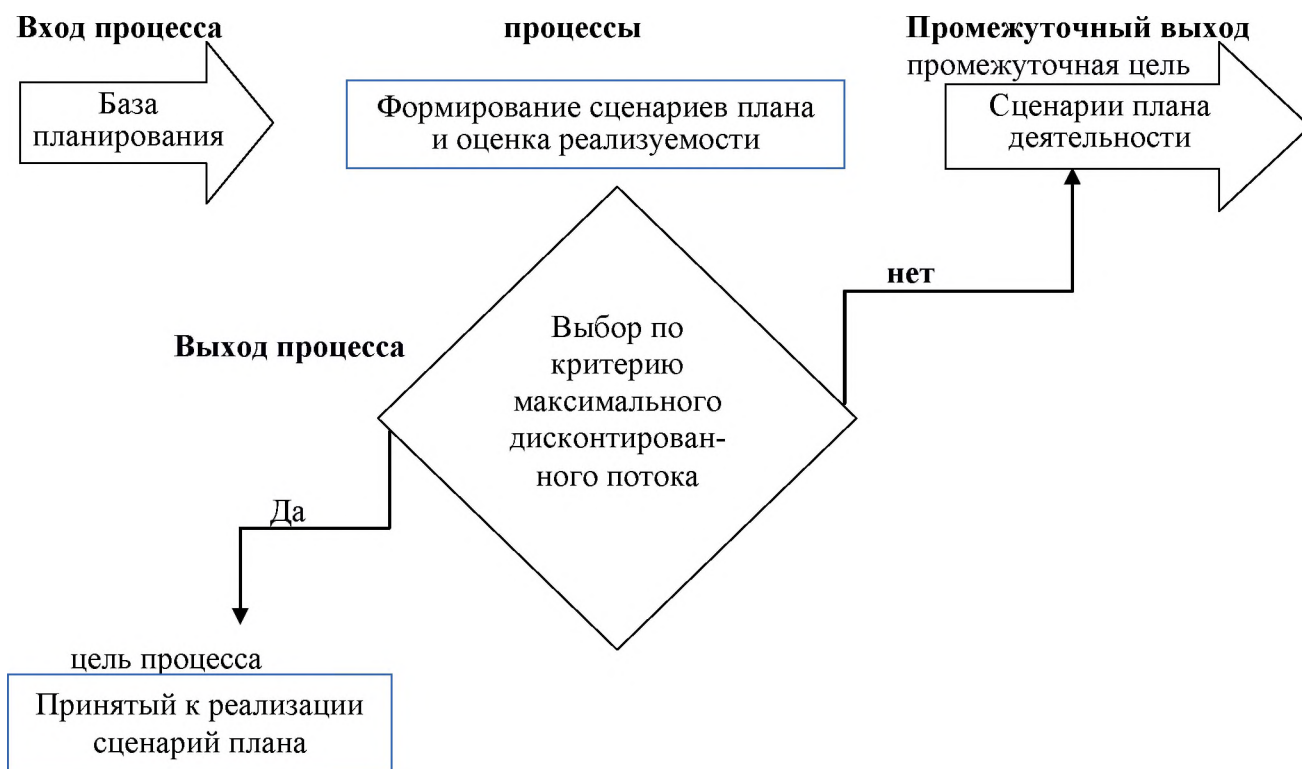 Вход процесса
процессы
Промежуточный выход
промежуточная цель
База
планирования
Формирование сценариев плана
и оценка реализуемости
Сценарии плана
деятельности
нет
Выход процесса
Выбор по
критерию
максимального
дисконтирован-
ного потока
Да
цель процесса
Принятый к реализации
сценарий плана